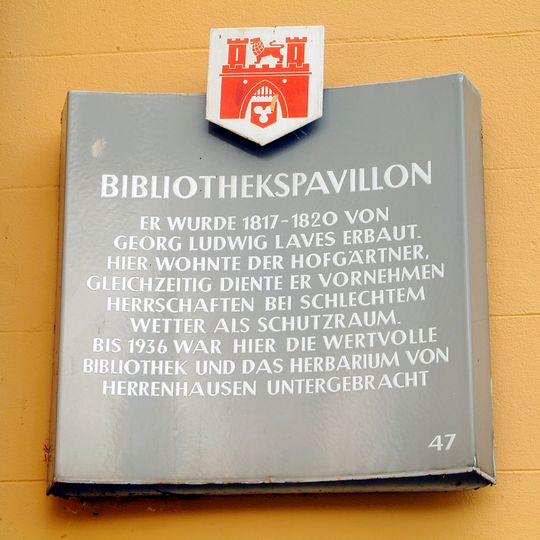 BIBLIOTHEKSPAVILLON
ER WURDE 1817-1820 VON
GEORG LUDWIG LAVES ERBAUT.
HIER WOHNTE DER HOFGÄRTNER,
GLEICHZEITIG DIENTE ER VORNEHMEN
HERRSCHAFTEN BEI SCHLECHTEM
WETTER ALS SCHUTZRAUM.
BIS 1936 WAR HIER DIE WERTVOLLE
BIBLIOTHEK UND DAS HERBARIUM VON
HERRENHAUSEN UNTERGEBRACHT
47